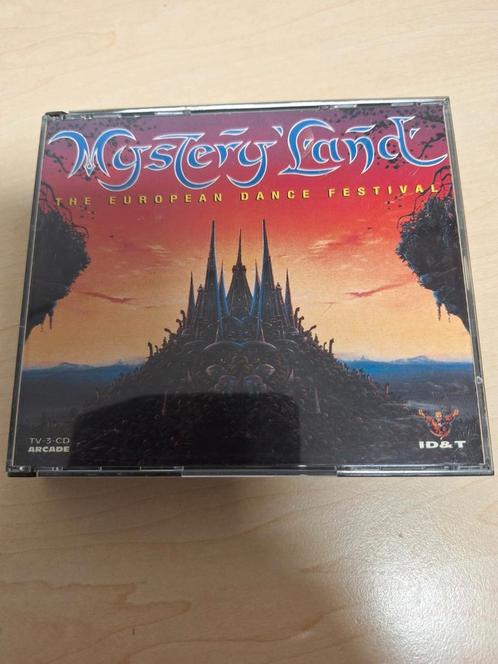 Mystery Land
THE EUROPEAN DANCE FESTIVAL
TV-3-CD
ARCADE
ID&T